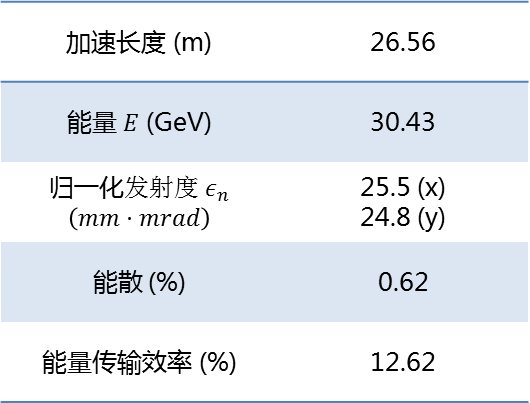 加速长度 (m) 26.56
能量 𝐸 (GeV) 30.43
归一化发射度 𝜖𝑛 25.5 (x)
(𝑚𝑚 · 𝑚𝑟𝑎𝑑) 24.8 (y)
能散 (%) 0.62
能量传输效率 (%) 12.62